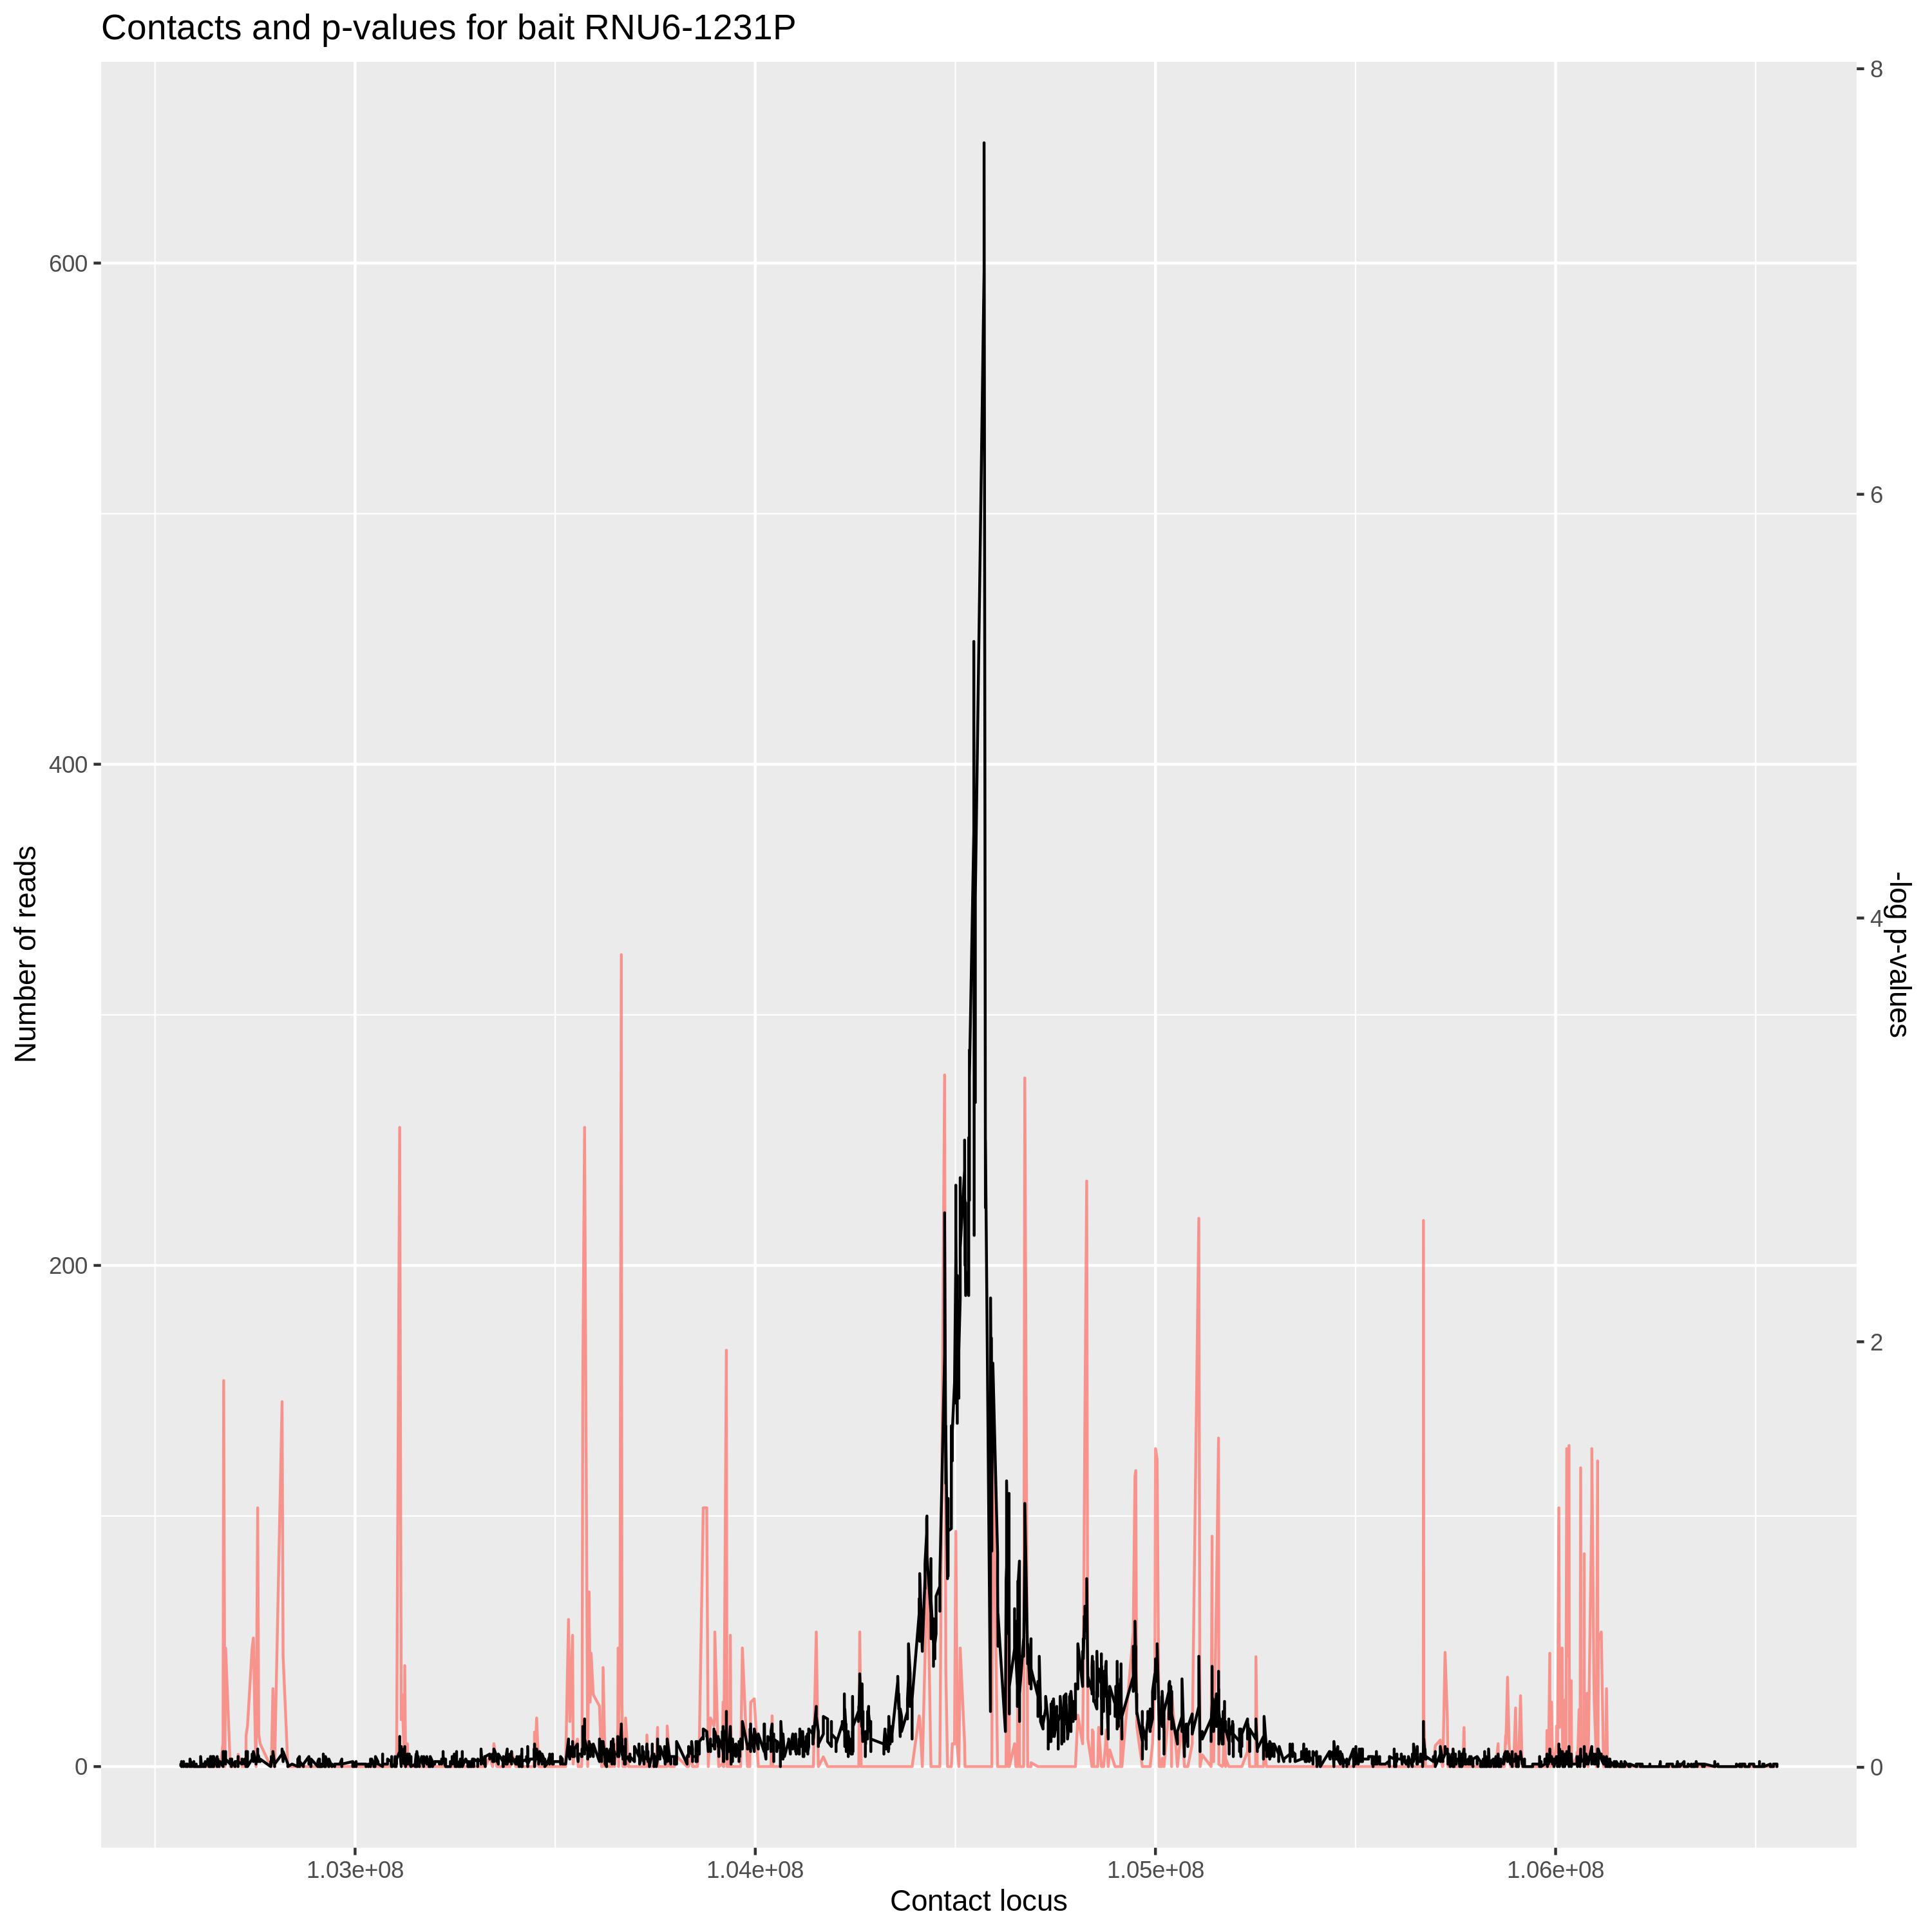 Contacts and p-values for bait RNU6-1231P
8
600
6
400
4
Number of reads
-log p-values
200
2
0
0
1.03e+08 1.04e+08 1.05e+08 1.06e+08
Contact locus